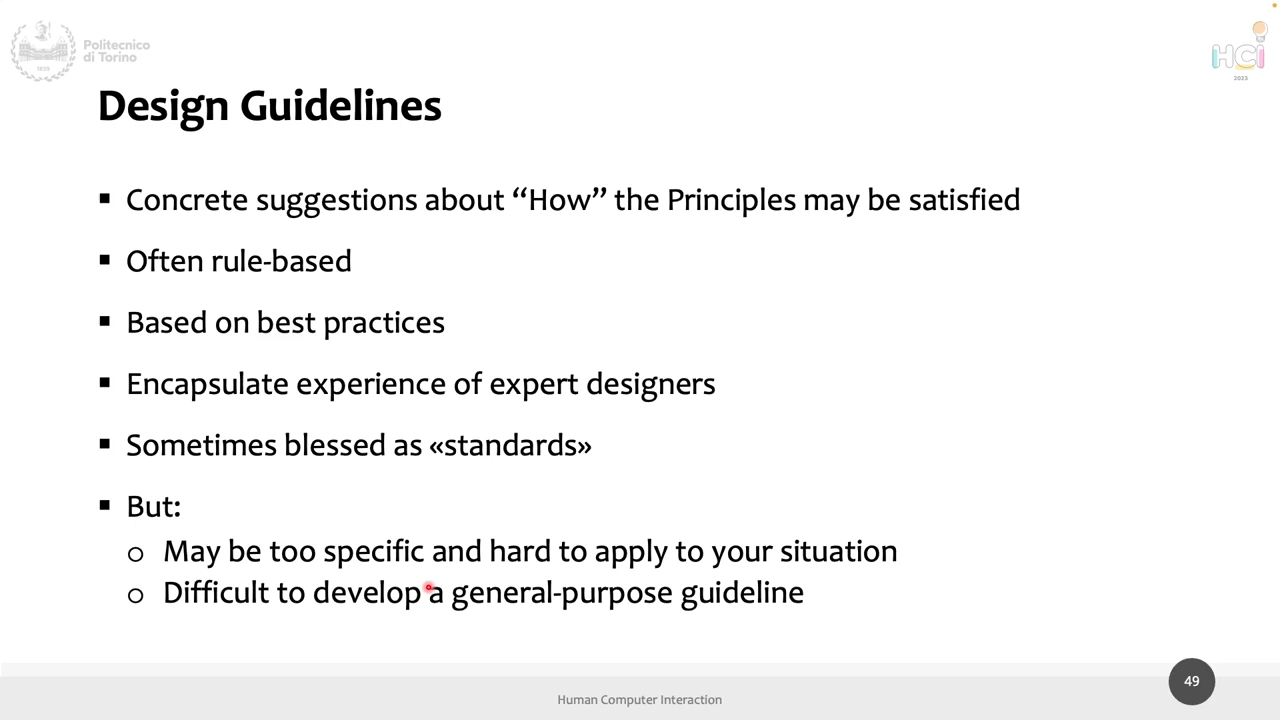 Politecnico
di Torino
1859
HCI
2023
Design Guidelines
▪ Concrete suggestions about “How” the Principles may be satisfied
▪ Often rule-based
▪ Based on best practices
▪ Encapsulate experience of expert designers
▪ Sometimes blessed as «standards»
▪ But:
o May be too specific and hard to apply to your situation
o Difficult to develop a general-purpose guideline
Human Computer Interaction
49